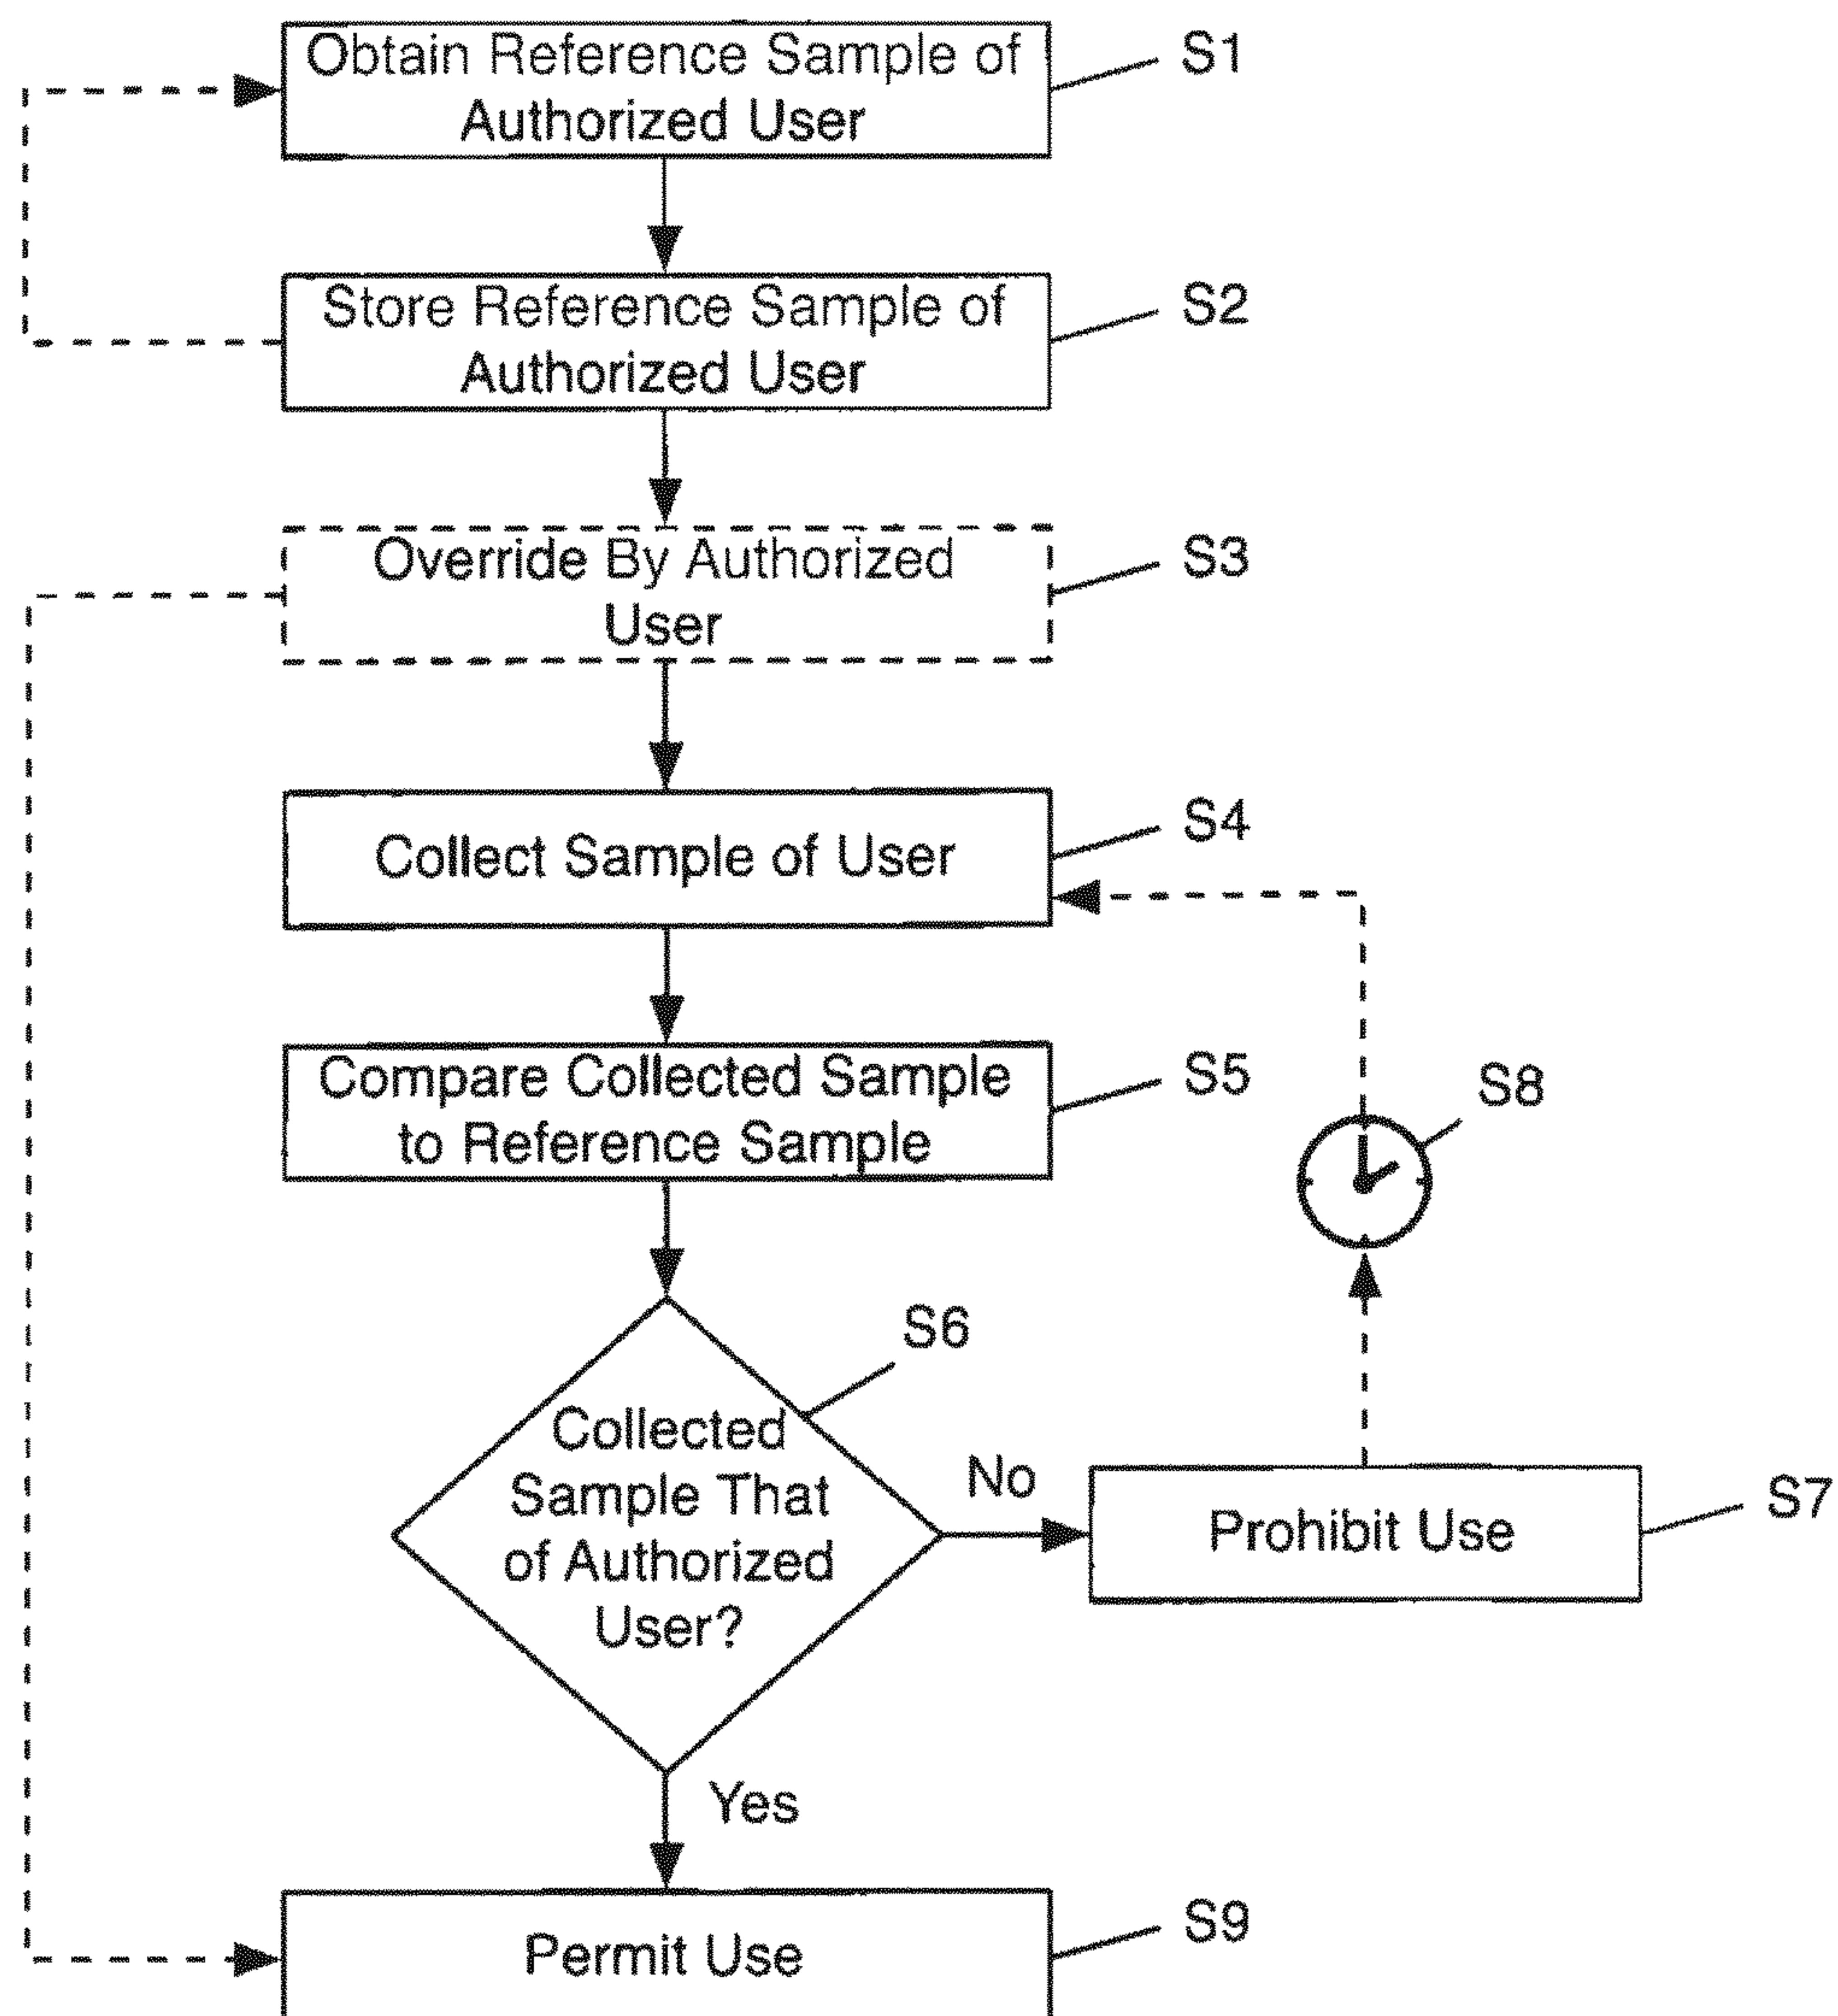 Obtain Reference Sample of
Authorized User
S1
Store Reference Sample of
Authorized User
S2
Override By Authorized
User
S3
Collect Sample of User
S4
Compare Collected Sample
to Reference Sample
S5
S8
S6
Collected
Sample That
of Authorized
User?
No
Prohibit Use
S7
Yes
Permit Use
S9